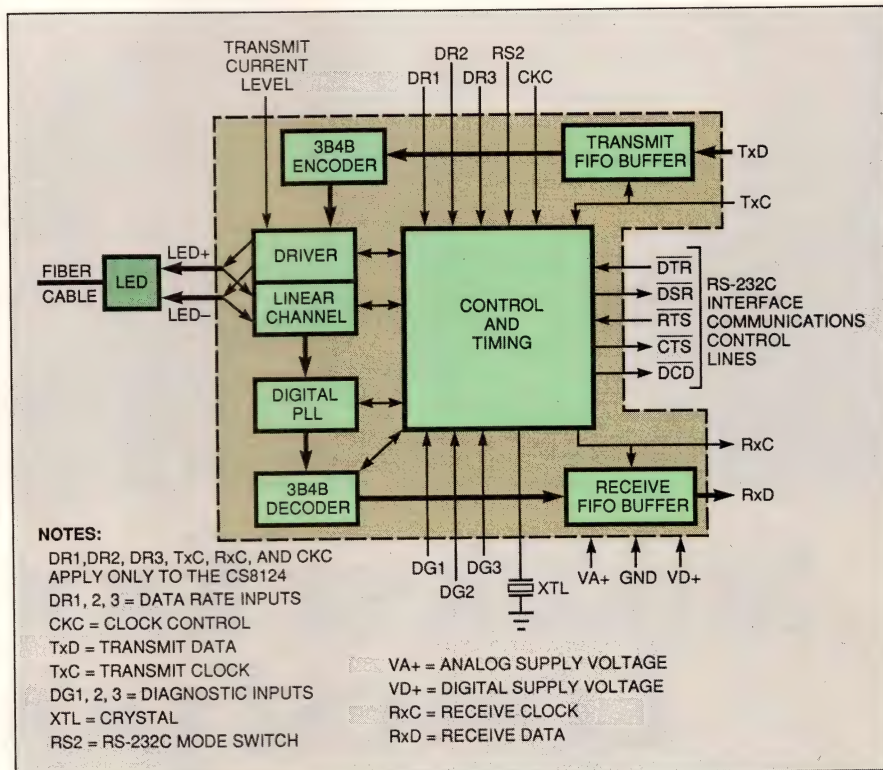 TRANSMIT
CURRENT
LEVEL
DR1
DR2
DR3
RS2
CKC
3B4B
ENCODER
TRANSMIT
FIFO BUFFER
TxD
TxC
DRIVER
LINEAR
CHANNEL
LED+
LED–
LED
FIBER
CABLE
CONTROL
AND
TIMING
DTR
DSR
RTS
CTS
DCD
RS-232C
INTERFACE
COMMUNICATIONS
CONTROL
LINES
DIGITAL
PLL
3B4B
DECODER
RxC
RECEIVE
FIFO BUFFER
RxD
DG1
DG2
DG3
XTL
VA+
GND
VD+
NOTES:
DR1,DR2, DR3, TxC, RxC, AND CKC
APPLY ONLY TO THE CS8124
DR1, 2, 3 = DATA RATE INPUTS
CKC = CLOCK CONTROL
TxD = TRANSMIT DATA
TxC = TRANSMIT CLOCK
DG1, 2, 3 = DIAGNOSTIC INPUTS
XTL = CRYSTAL
RS2 = RS-232C MODE SWITCH
VA+ = ANALOG SUPPLY VOLTAGE
VD+ = DIGITAL SUPPLY VOLTAGE
RxC = RECEIVE CLOCK
RxD = RECEIVE DATA